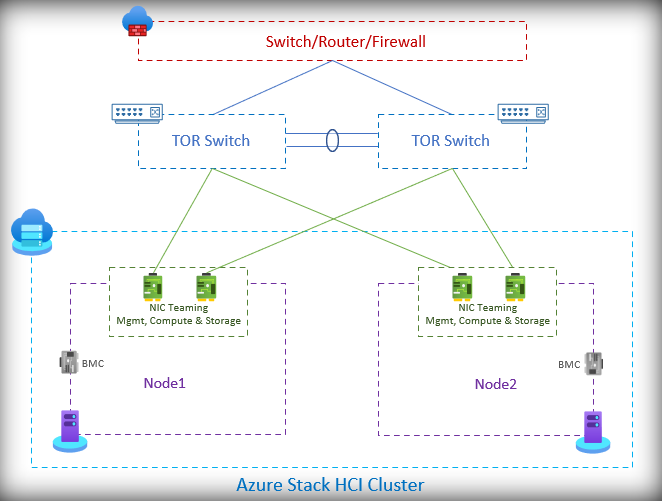 Switch/Router/Firewall
TOR Switch
TOR Switch
NIC Teaming
Mgmt, Compute & Storage
NIC Teaming
Mgmt, Compute & Storage
BMC
BMC
Node1
Node2
Azure Stack HCI Cluster